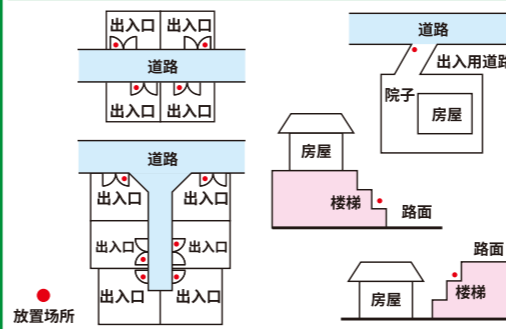 出入口 出入口
道路
出入口 出入口
道路
出入口 出入口
出入口 出入口
出入口 出入口
放置场所
道路
出入用道路
院子
房屋
房屋
楼梯
路面
路面
房屋
楼梯